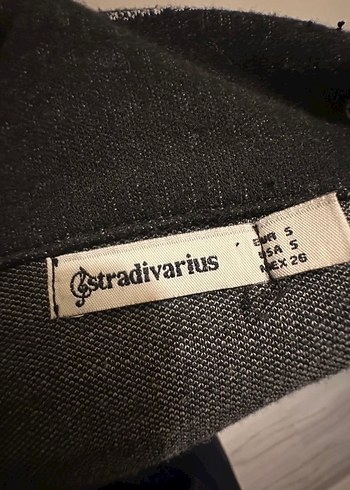 stradivarius
EUR S
USA S
MEX 26